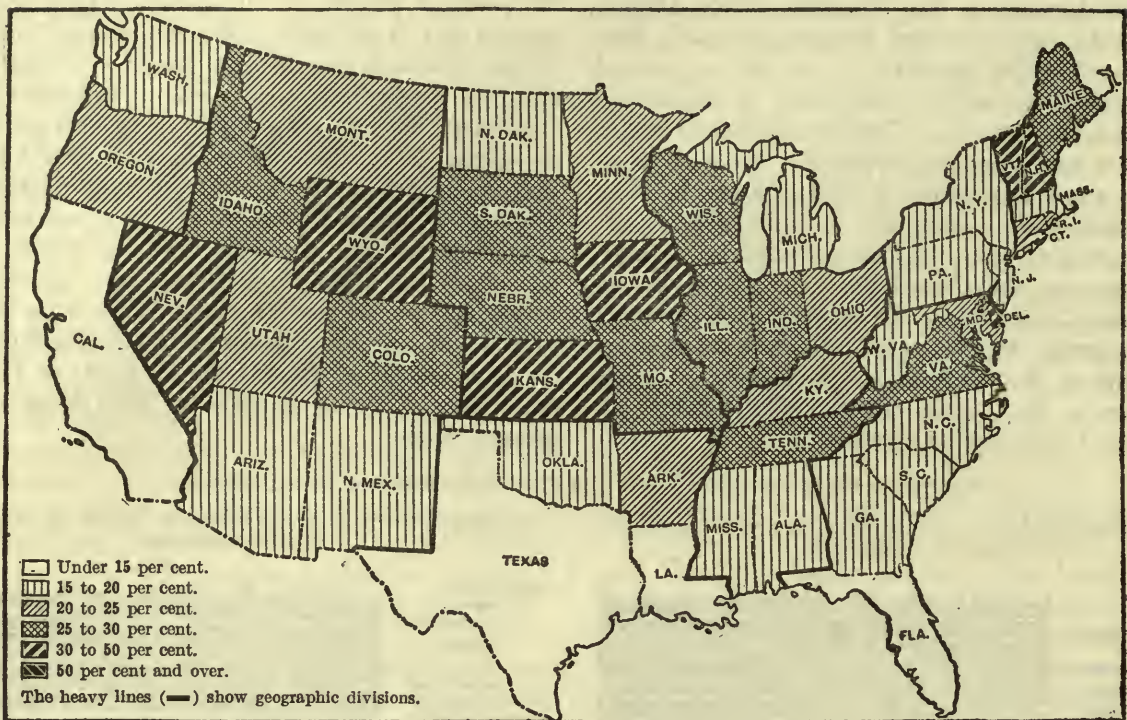 WASH.
MONT.
N. DAK.
MINN.
OREGON
IDAHO
WYO.
S. DAK.
WIS.
MICH.
MAINE
VT.
N.H.
MASS.
N.Y.
R.I.
CT.
NEV.
UTAH
COLO.
NEBR.
IOWA
ILL.
IND.
OHIO
PA.
N.J.
MD.
DEL.
W. VA.
VA.
CAL.
KANS.
MO.
KY.
TENN.
N.C.
ARIZ.
N. MEX.
OKLA.
ARK.
S.C.
MISS.
ALA.
GA.
TEXAS
LA.
FLA.
Under 15 per cent.
15 to 20 per cent.
20 to 25 per cent.
25 to 30 per cent.
30 to 50 per cent.
50 per cent and over.
The heavy lines (━) show geographic divisions.